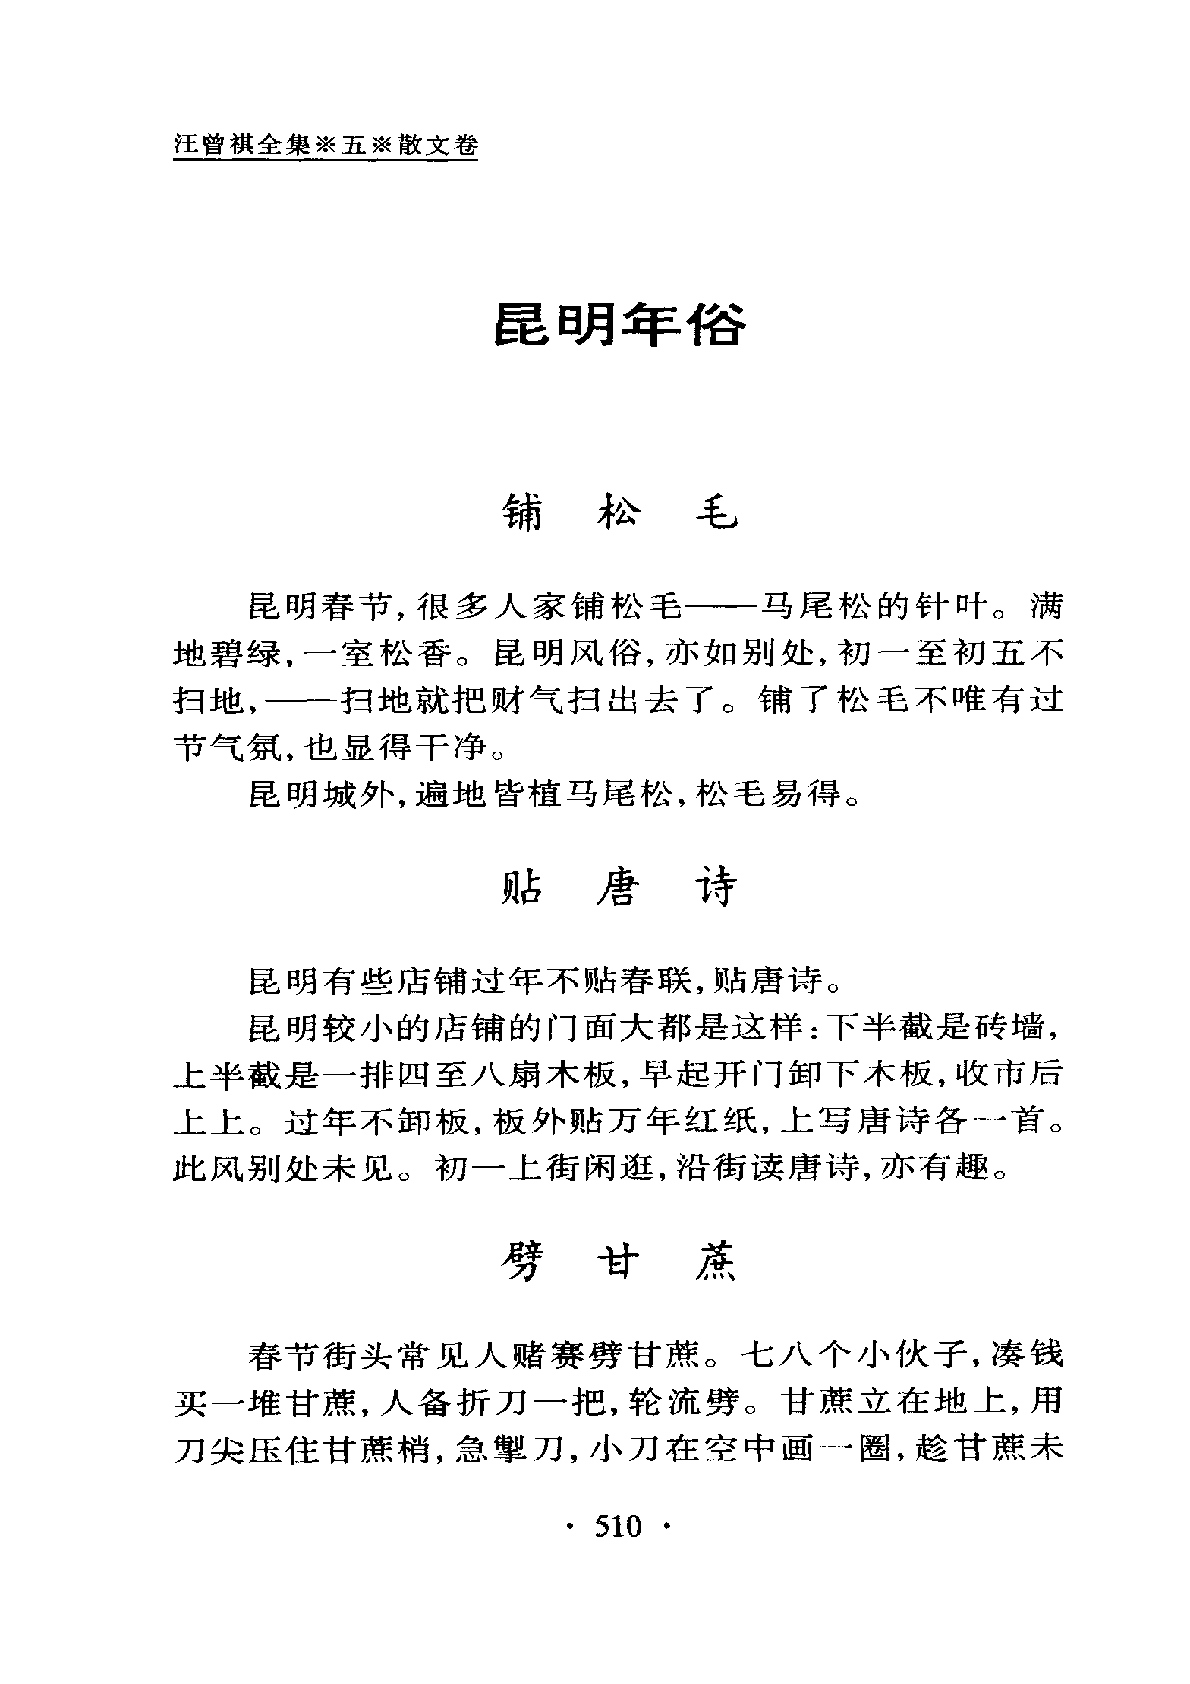 汪曾祺全集※五※散文卷
昆明年俗
铺 松 毛
昆明春节,很多人家铺松毛——马尾松的针叶。满
地碧绿,一室松香。昆明风俗,亦如别处,初一至初五不
扫地,——扫地就把财气扫出去了。铺了松毛不唯有过
节气氛,也显得干净。
昆明城外,遍地皆植马尾松,松毛易得。
贴 唐 诗
昆明有些店铺过年不贴春联,贴唐诗。
昆明较小的店铺的门面大都是这样:下半截是砖墙,
上半截是一排四至八扇木板,早起开门卸下木板,收市后
上上。过年不卸板,板外贴万年红纸,上写唐诗各一首。
此风别处未见。初一上街闲逛,沿街读唐诗,亦有趣。
劈 甘 蔗
春节街头常见人赌赛劈甘蔗。七八个小伙子,凑钱
买一堆甘蔗,人备折刀一把,轮流劈。甘蔗立在地上,用
刀尖压住甘蔗梢,急掣刀,小刀在空中画一圈,趁甘蔗未
· 510 ·